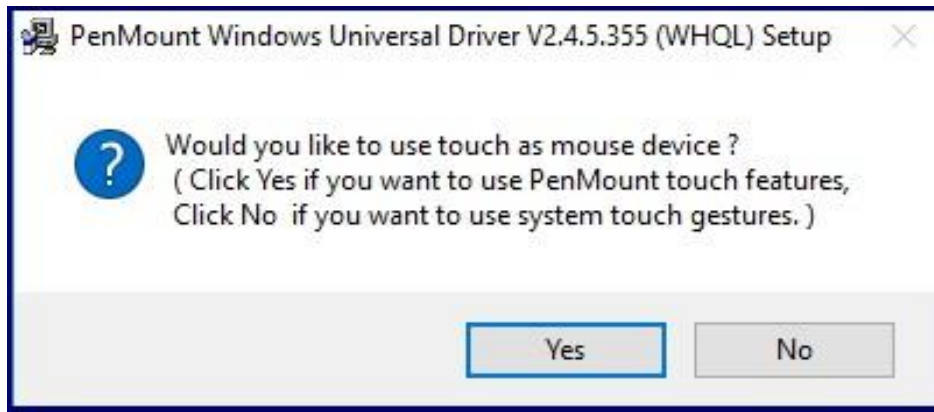 PenMount Windows Universal Driver V2.4.5.355 (WHQL) Setup
Would you like to use touch as mouse device ?
( Click Yes if you want to use PenMount touch features,
Click No  if you want to use system touch gestures. )
Yes
No